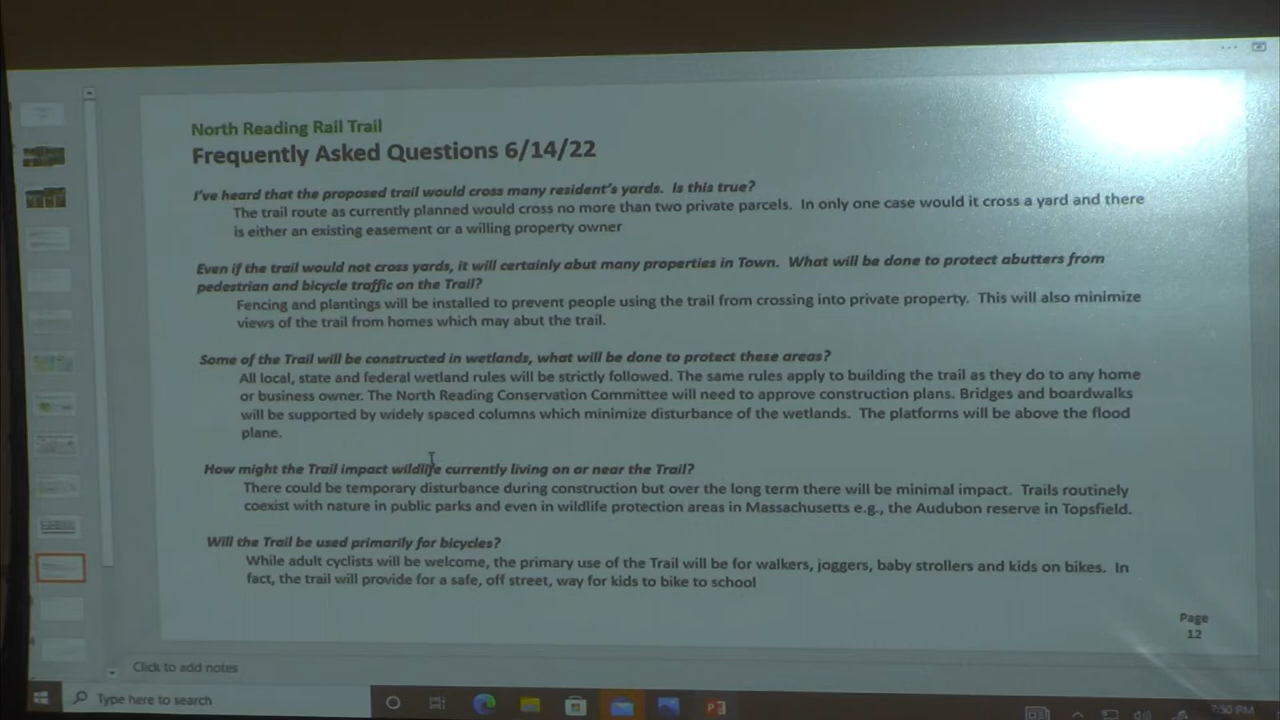 North Reading Rail Trail
Frequently Asked Questions 6/14/22
I've heard that the proposed trail would cross many resident's yards. Is this true?
The trail route as currently planned would cross no more than two private parcels. In only one case would it cross a yard and there
is either an existing easement or a willing property owner
Even if the trail would not cross yards, it will certainly abut many properties in Town. What will be done to protect abutters from
pedestrian and bicycle traffic on the Trail?
Fencing and plantings will be installed to prevent people using the trail from crossing into private property. This will also minimize
views of the trail from homes which may abut the trail.
Some of the Trail will be constructed in wetlands, what will be done to protect these areas?
All local, state and federal wetland rules will be strictly followed. The same rules apply to building the trail as they do to any home
or business owner. The North Reading Conservation Committee will need to approve construction plans. Bridges and boardwalks
will be supported by widely spaced columns which minimize disturbance of the wetlands. The platforms will be above the flood
plane.
How might the Trail impact wildlife currently living on or near the Trail?
There could be temporary disturbance during construction but over the long term there will be minimal impact. Trails routinely
coexist with nature in public parks and even in wildlife protection areas in Massachusetts e.g., the Audubon reserve in Topsfield.
Will the Trail be used primarily for bicycles?
While adult cyclists will be welcome, the primary use of the Trail will be for walkers, joggers, baby strollers and kids on bikes. In
fact, the trail will provide for a safe, off street, way for kids to bike to school
Page
12
Click to add notes
Type here to search
7:50 PM